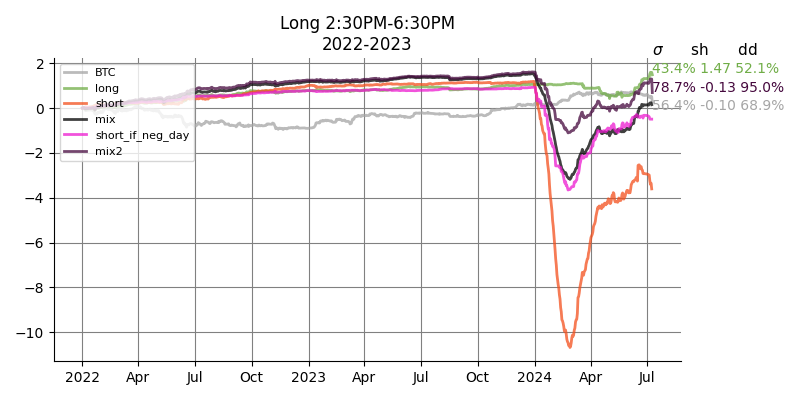 Long 2:30PM-6:30PM
2022-2023
σ sh dd
43.4% 1.47 52.1%
78.7% -0.13 95.0%
56.4% -0.10 68.9%
BTC
long
short
mix
short_if_neg_day
mix2
2
0
−2
−4
−6
−8
−10
2022 Apr Jul Oct 2023 Apr Jul Oct 2024 Apr Jul